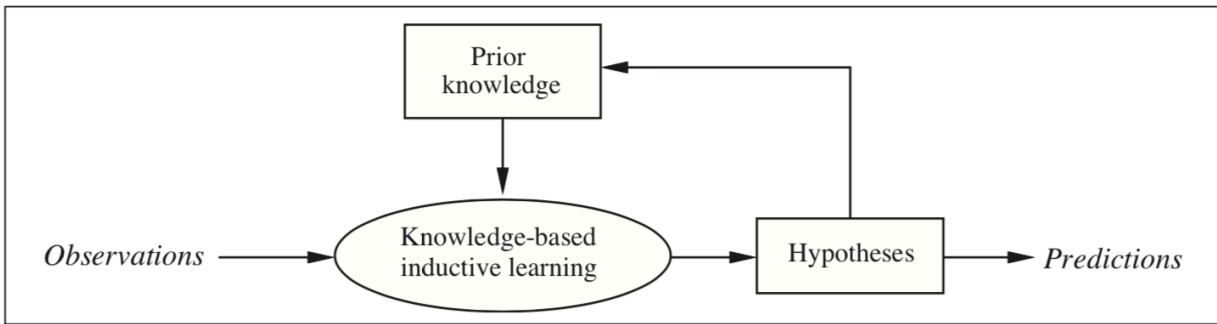 Prior
knowledge
Observations
Knowledge-based
inductive learning
Hypotheses
Predictions